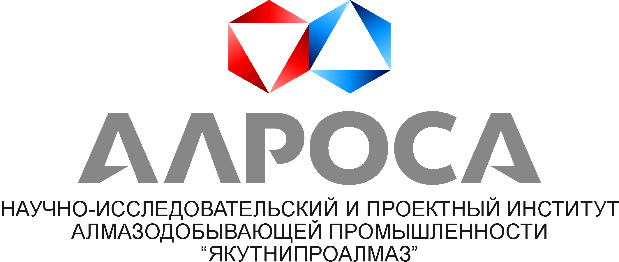 АЛРОСА
НАУЧНО-ИССЛЕДОВАТЕЛЬСКИЙ И ПРОЕКТНЫЙ ИНСТИТУТ
АЛМАЗОДОБЫВАЮЩЕЙ ПРОМЫШЛЕННОСТИ
“ЯКУТНИПРОАЛМАЗ”